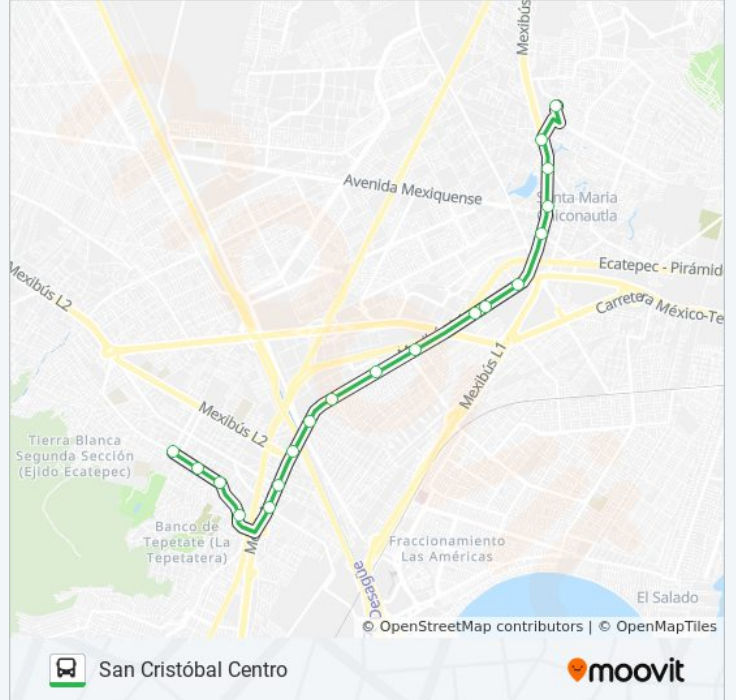 Mexibús
Avenida Mexiquense
Santa María
Chiconautla
Ecatepec - Pirámid
Mexibús L2
Carretera México-Te
Mexibús L1
Mexibús L2
Tierra Blanca
Segunda Sección
(Ejido Ecatepec)
Banco de
Tepetate (La
Tepetatera)
Fraccionamiento
Las Américas
Desagüe
El Salado
© OpenStreetMap contributors | © OpenMapTiles
San Cristóbal Centro
moovit